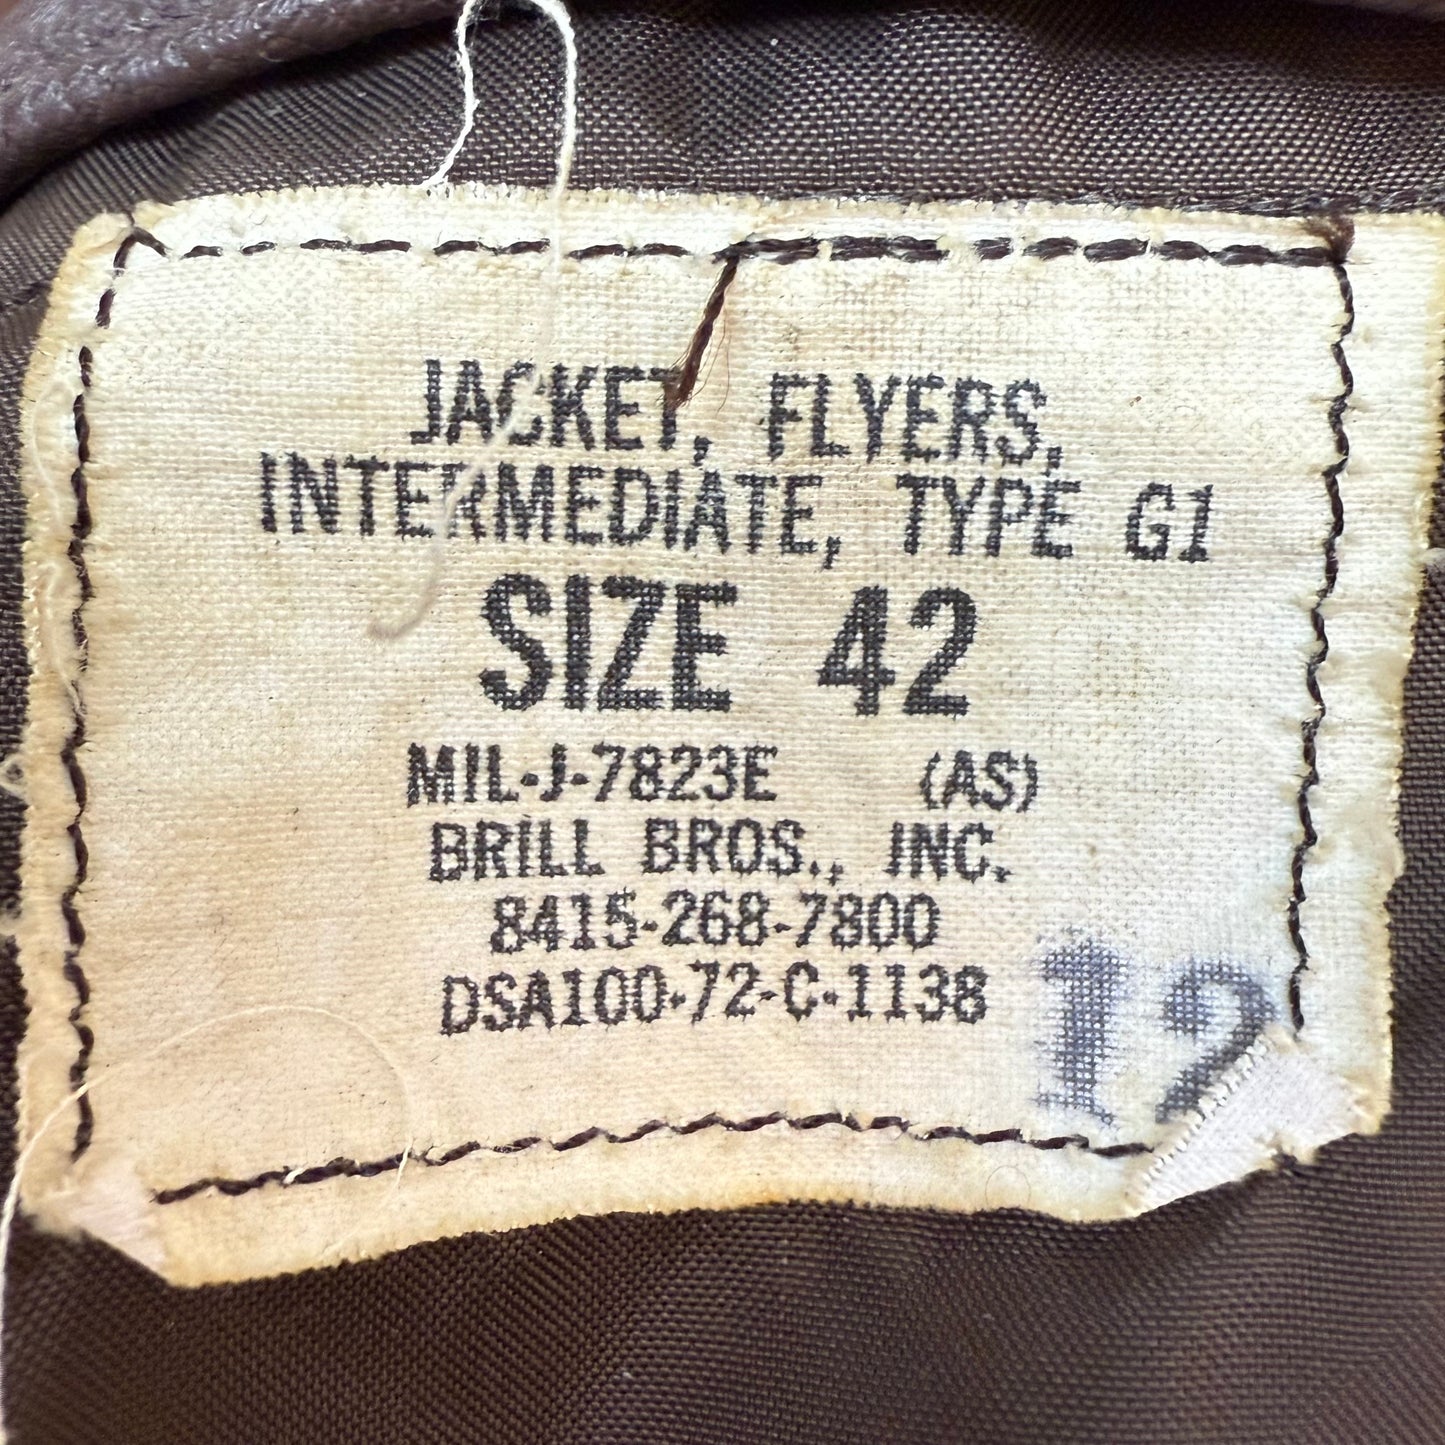 JACKET, FLYERS,
INTERMEDIATE, TYPE G1
SIZE 42
MIL-J-7823E (AS)
BRILL BROS., INC.
8415-268-7800
DSA100-72-C-1138
12